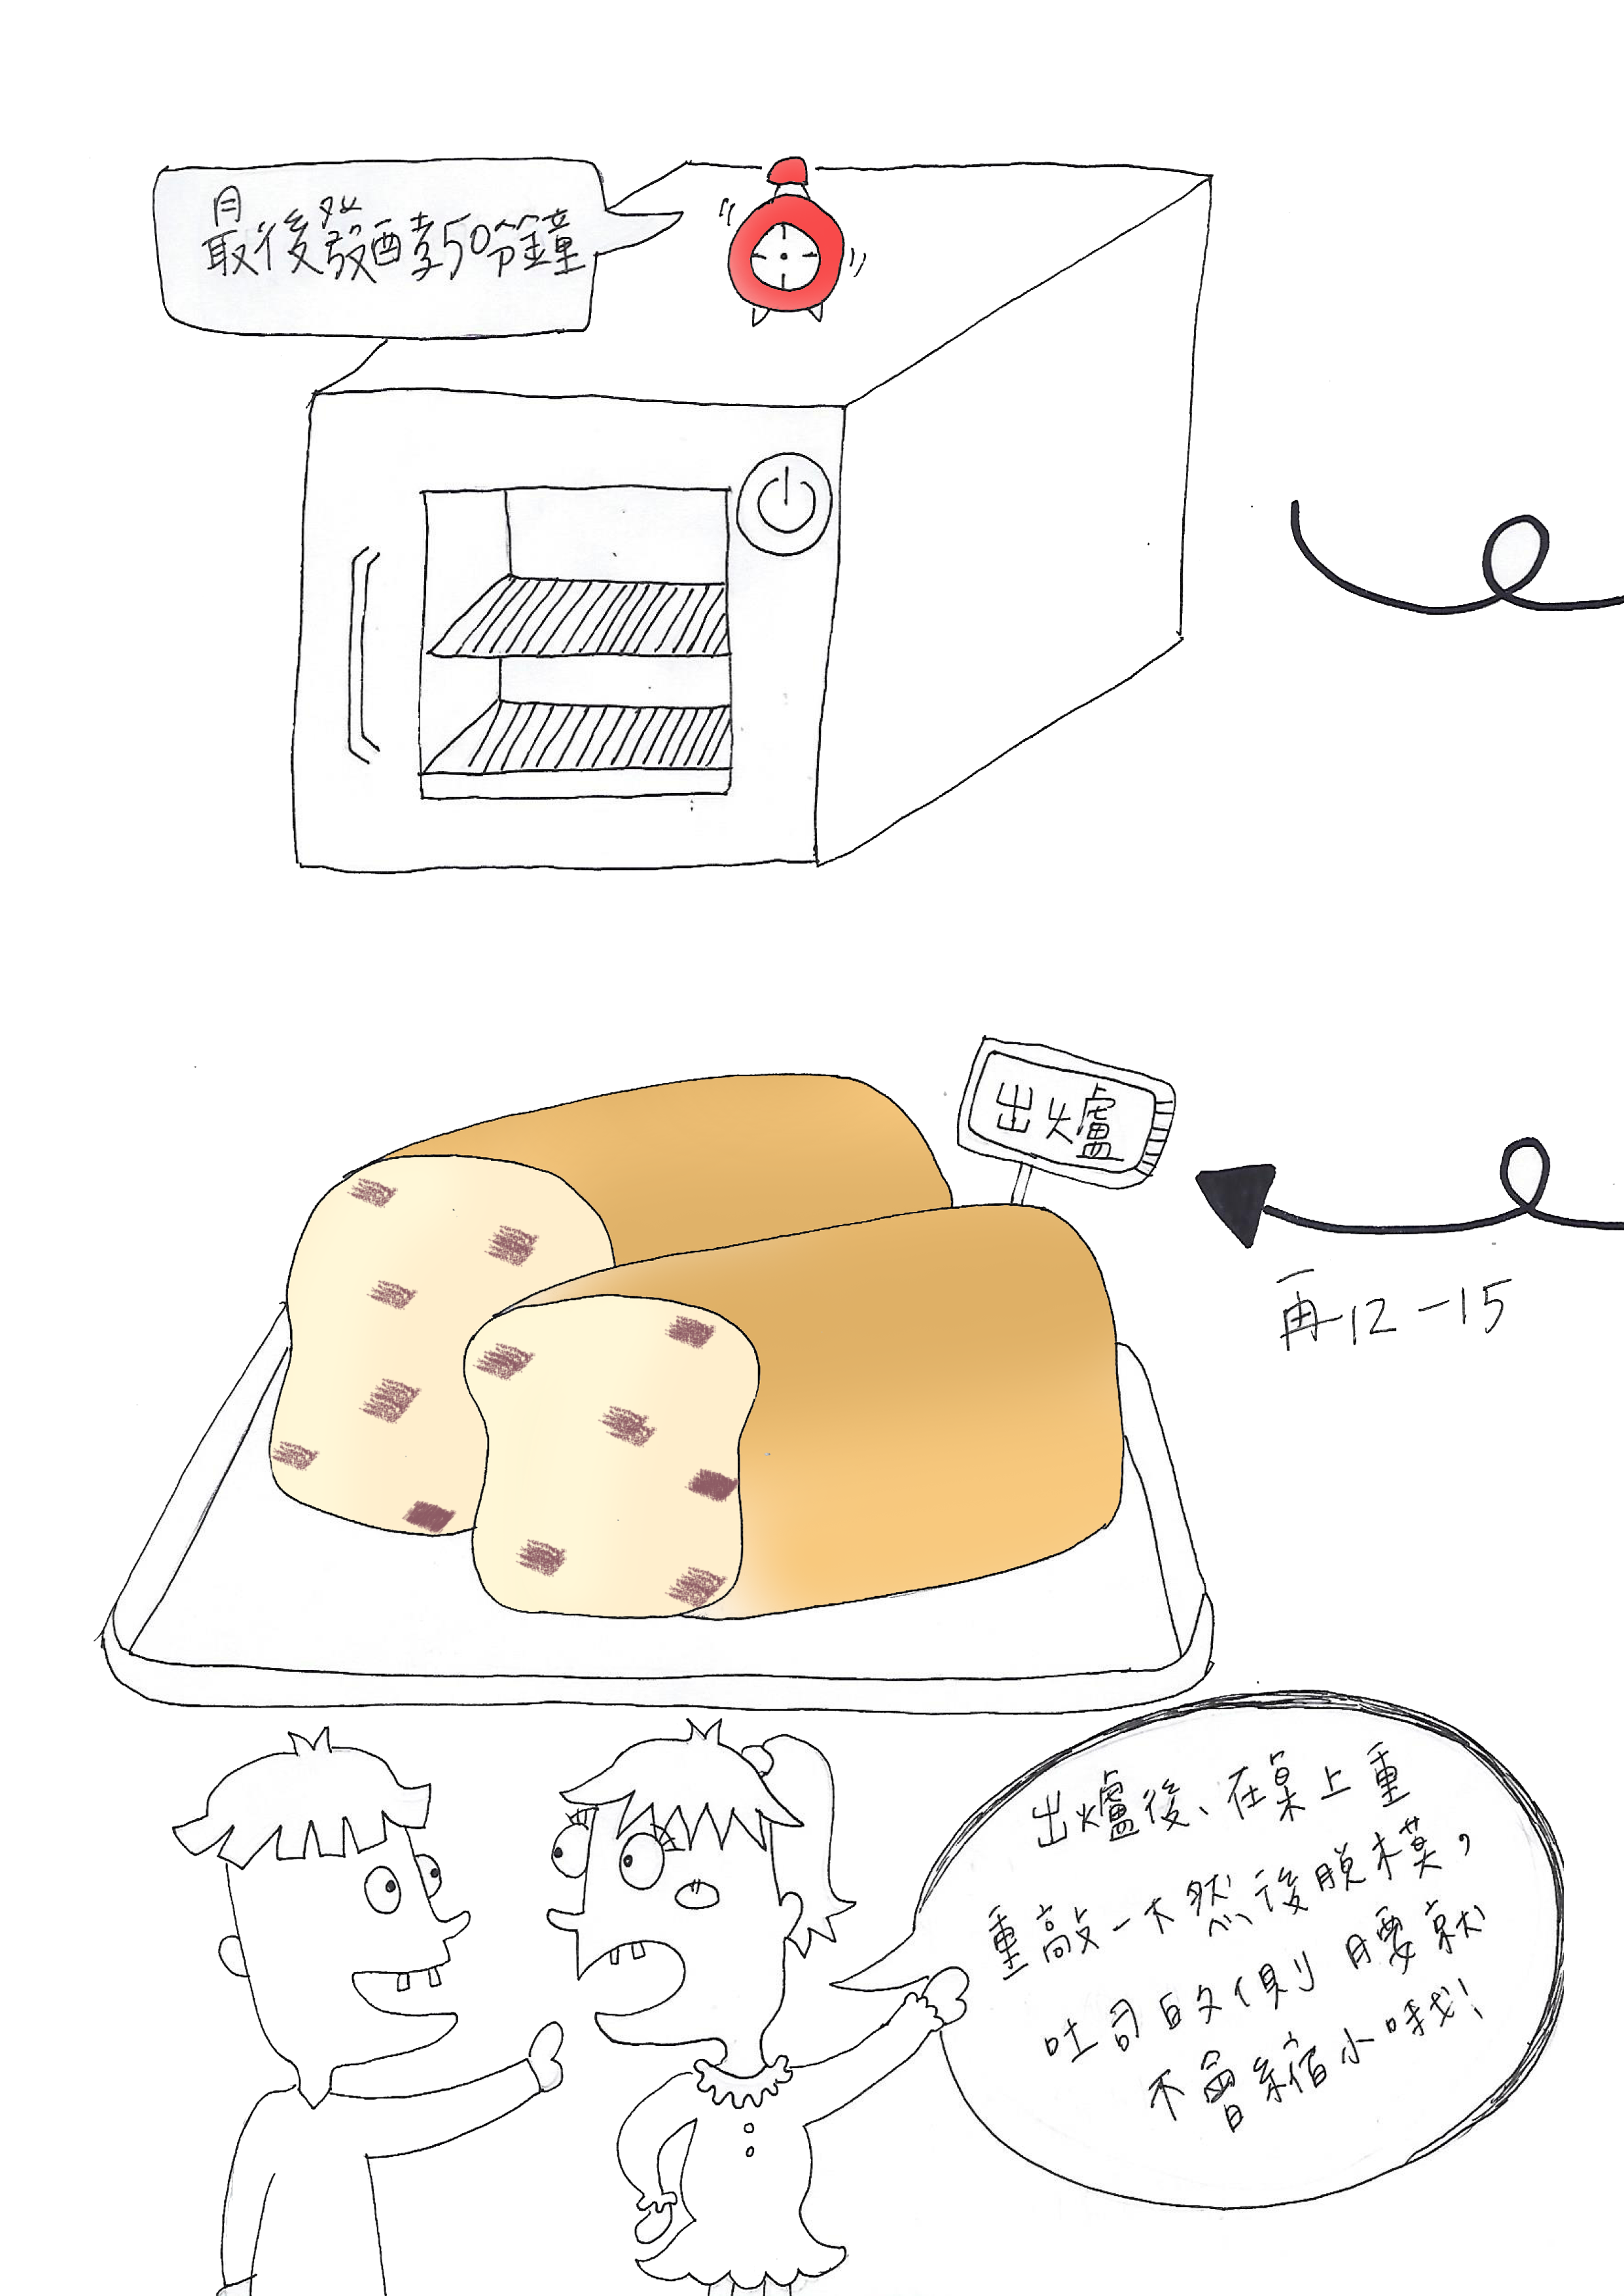 最後發酵50分鐘
出爐
再12-15
出爐後、在桌上重
重敲一下然後脫模,
吐司的側腰就
不會縮小哦!